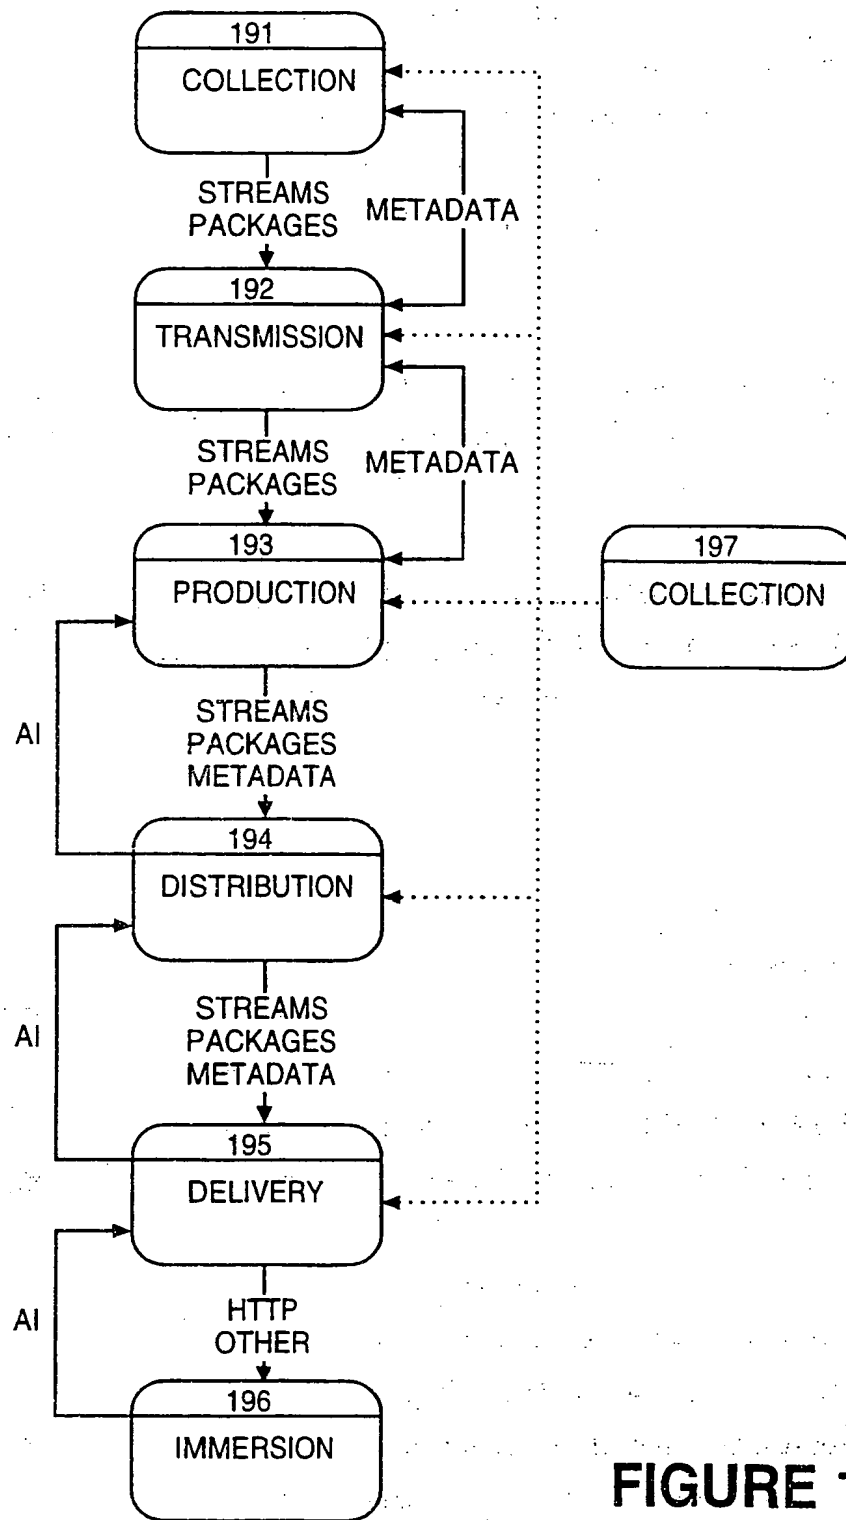 191
COLLECTION
STREAMS
PACKAGES
METADATA
192
TRANSMISSION
STREAMS
PACKAGES
METADATA
193
PRODUCTION
197
COLLECTION
AI
STREAMS
PACKAGES
METADATA
194
DISTRIBUTION
AI
STREAMS
PACKAGES
METADATA
195
DELIVERY
AI
HTTP
OTHER
196
IMMERSION
FIGURE